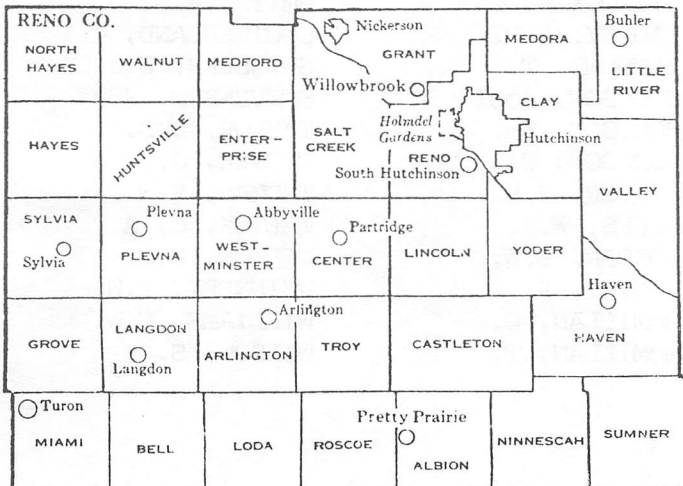 RENO CO.
Nickerson
Buhler
NORTH
HAYES
WALNUT
MEDFORD
GRANT
MEDORA
LITTLE
RIVER
Willowbrook
CLAY
HAYES
HUNTSVILLE
ENTER-
PRISE
SALT
CREEK
Holmdel
Gardens
Hutchinson
RENO
South Hutchinson
VALLEY
SYLVIA
Sylvia
Plevna
PLEVNA
Abbyville
WEST-
MINSTER
Partridge
CENTER
LINCOLN
YODER
Haven
HAVEN
GROVE
LANGDON
Langdon
Arlington
ARLINGTON
TROY
CASTLETON
Turon
MIAMI
BELL
LODA
ROSCOE
Pretty Prairie
ALBION
NINNESCAH
SUMNER